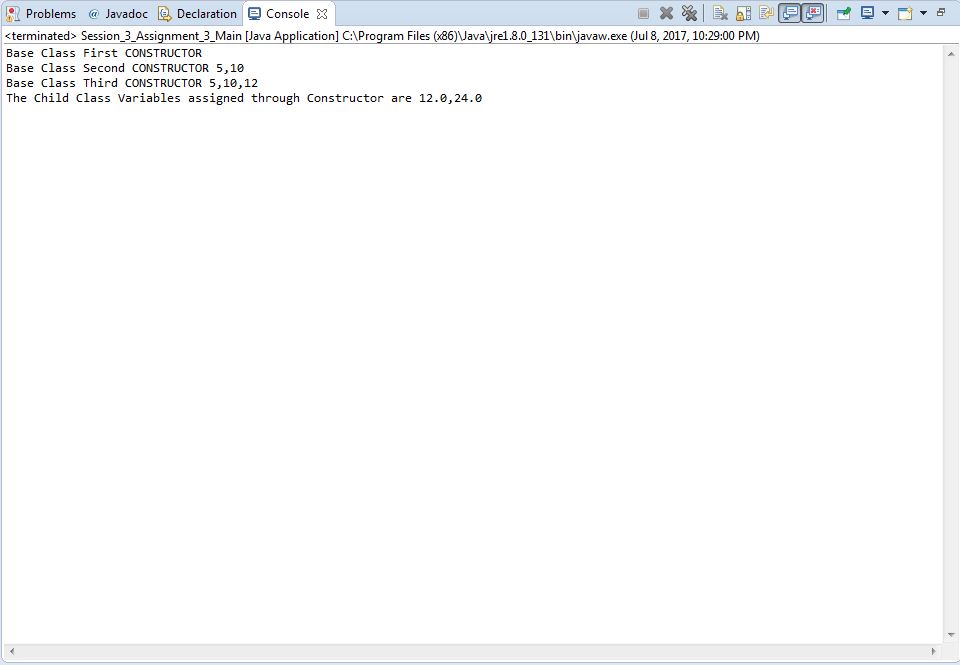 Problems @ Javadoc Declaration Console
<terminated> Session_3_Assignment_3_Main [Java Application] C:\Program Files (x86)\Java\jre1.8.0_131\bin\javaw.exe (Jul 8, 2017, 10:29:00 PM)
Base Class First CONSTRUCTOR
Base Class Second CONSTRUCTOR 5,10
Base Class Third CONSTRUCTOR 5,10,12
The Child Class Variables assigned through Constructor are 12.0,24.0